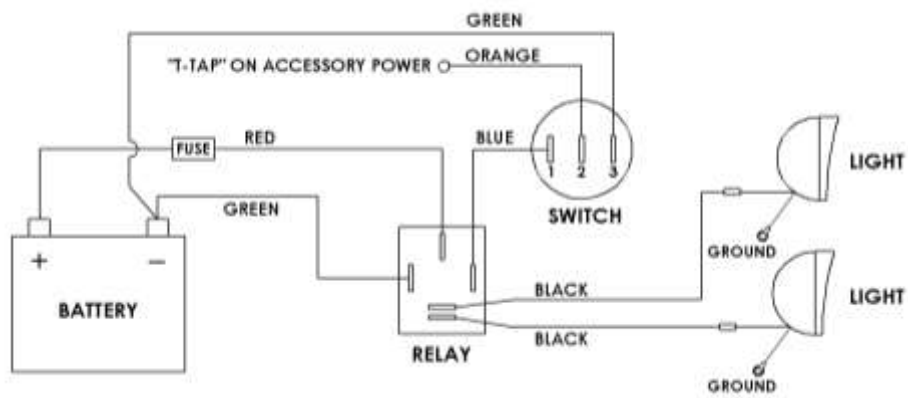 GREEN
"T-TAP" ON ACCESSORY POWER
ORANGE
FUSE
RED
BLUE
1 2 3
LIGHT
SWITCH
GREEN
GROUND
+ −
BATTERY
BLACK
LIGHT
BLACK
RELAY
GROUND